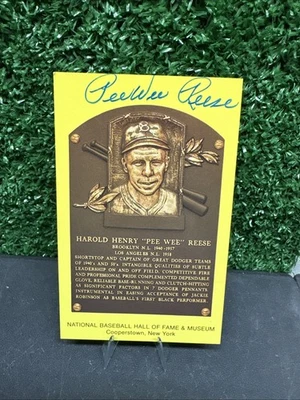 PeeWee Reese
B
HAROLD HENRY "PEE WEE" REESE
BROOKLYN N.L. 1940-1957
LOS ANGELES N.L. 1958
SHORTSTOP AND CAPTAIN OF GREAT DODGER TEAMS
OF 1940's AND 50's. INTANGIBLE QUALITIES OF SUBTLE
LEADERSHIP ON AND OFF FIELD, COMPETITIVE FIRE
AND PROFESSIONAL PRIDE COMPLEMENTED DEPENDABLE
GLOVE, RELIABLE BASE-RUNNING AND CLUTCH-HITTING
AS SIGNIFICANT FACTORS IN 7 DODGER PENNANTS.
INSTRUMENTAL IN EASING ACCEPTANCE OF JACKIE
ROBINSON AS BASEBALL'S FIRST BLACK PERFORMER.
NATIONAL BASEBALL HALL OF FAME & MUSEUM
Cooperstown, New York